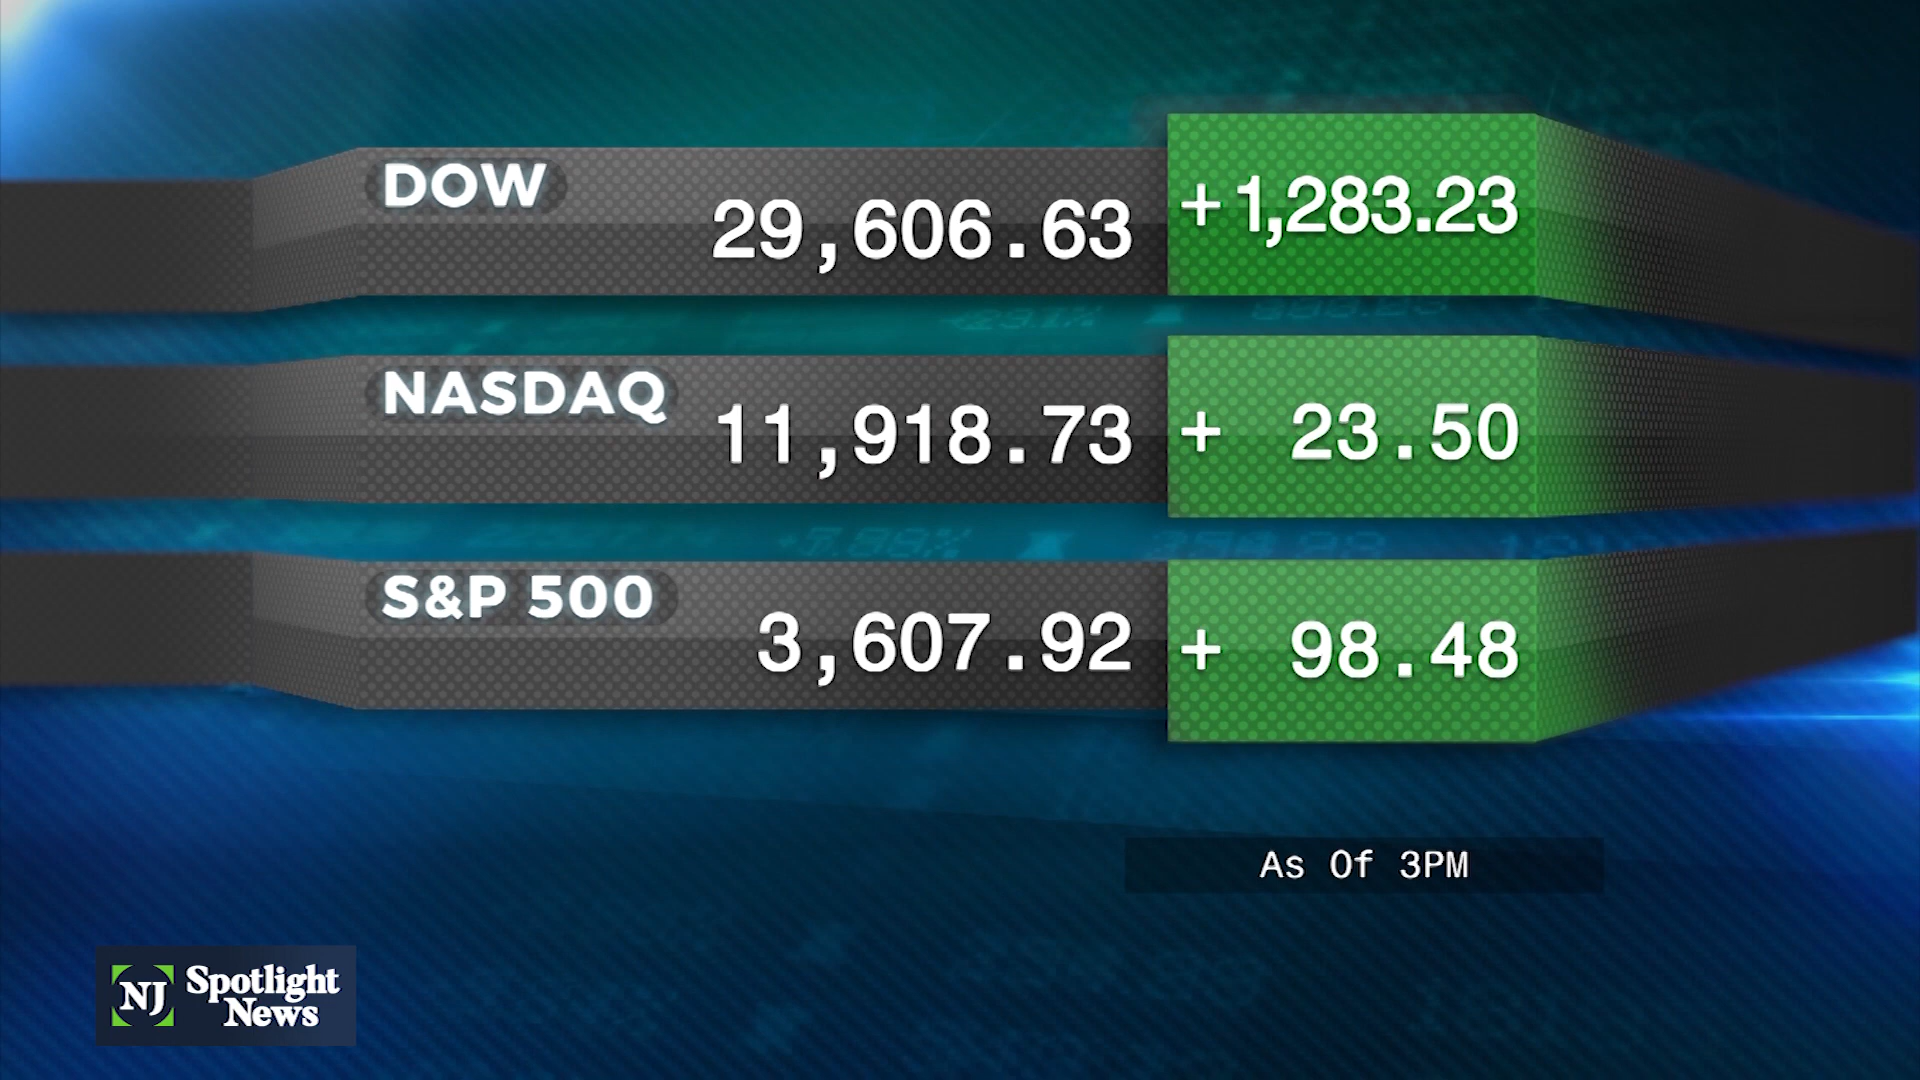 DOW 29,606.63 +1,283.23
NASDAQ 11,918.73 + 23.50
S&P 500 3,607.92 + 98.48
As Of 3PM
NJ Spotlight
News